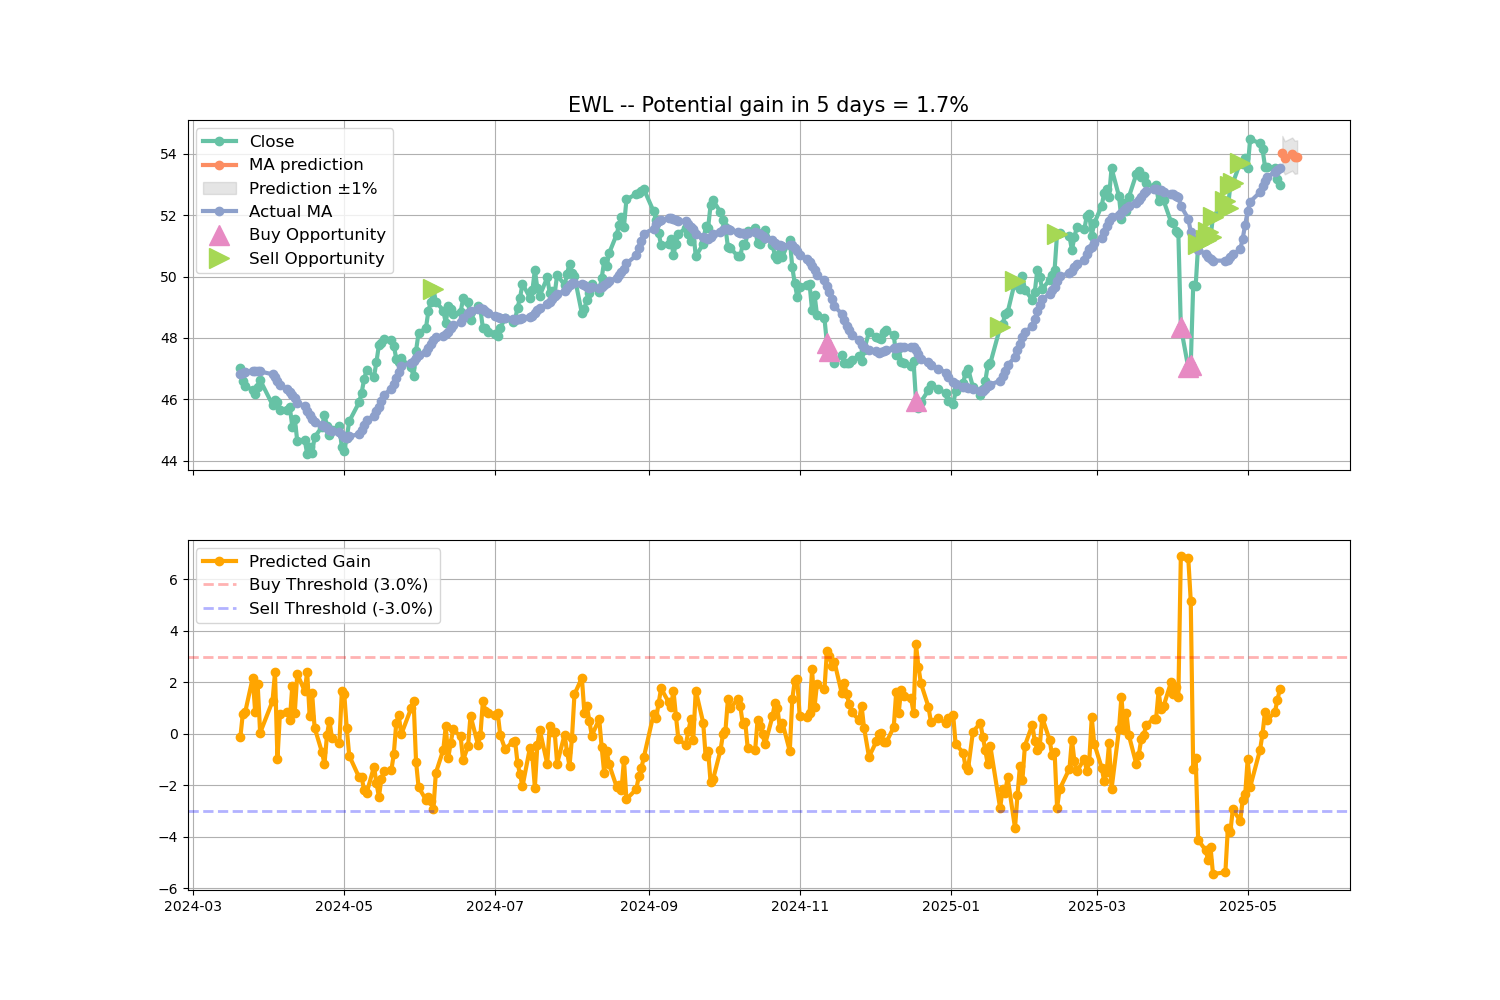 EWL -- Potential gain in 5 days = 1.7%
Close
MA prediction
Prediction ±1%
Actual MA
Buy Opportunity
Sell Opportunity
54
52
50
48
46
44
Predicted Gain
Buy Threshold (3.0%)
Sell Threshold (-3.0%)
6
4
2
0
−2
−4
−6
2024-03 2024-05 2024-07 2024-09 2024-11 2025-01 2025-03 2025-05